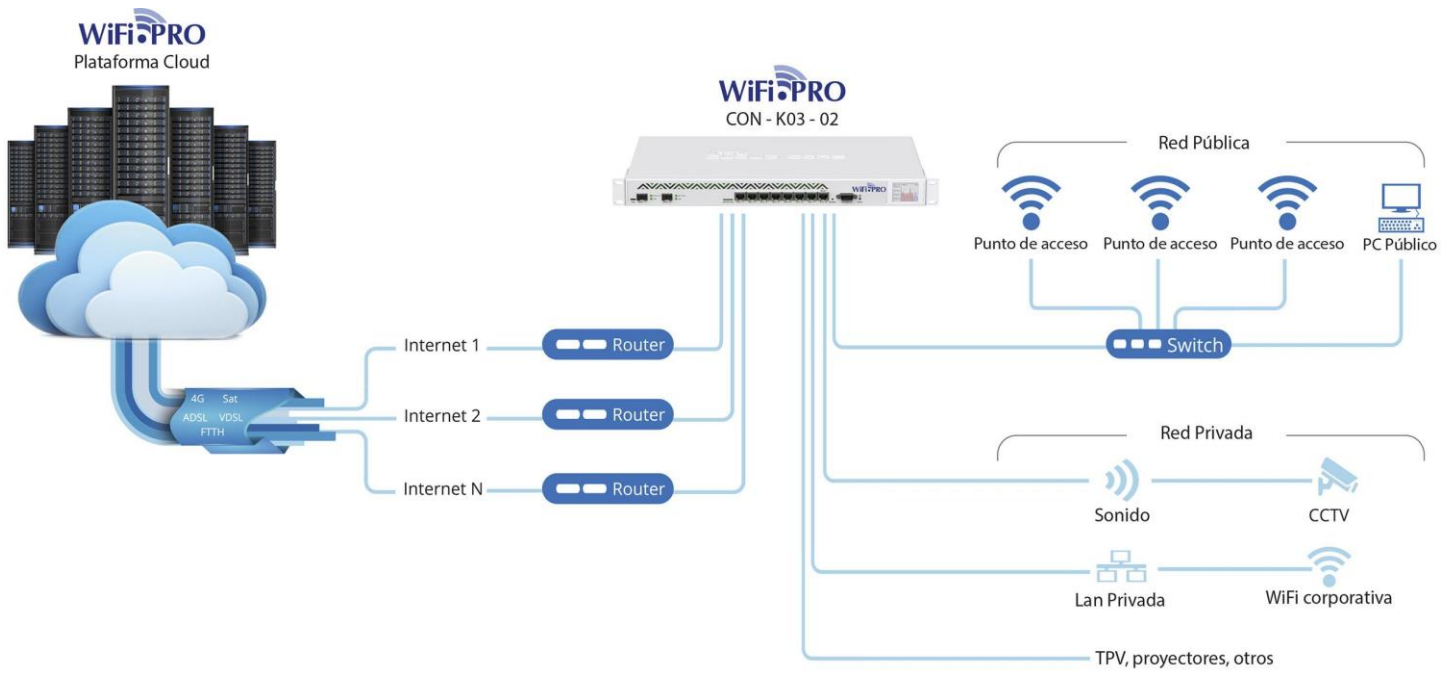 WiFi PRO
Plataforma Cloud
WiFi PRO
CON - K03 - 02
WiFi PRO
4G Sat
ADSL VDSL
FTTH
Internet 1
Router
Internet 2
Router
Internet N
Router
Red Pública
Punto de acceso
Punto de acceso
Punto de acceso
PC Público
Switch
Red Privada
Sonido
CCTV
Lan Privada
WiFi corporativa
TPV, proyectores, otros